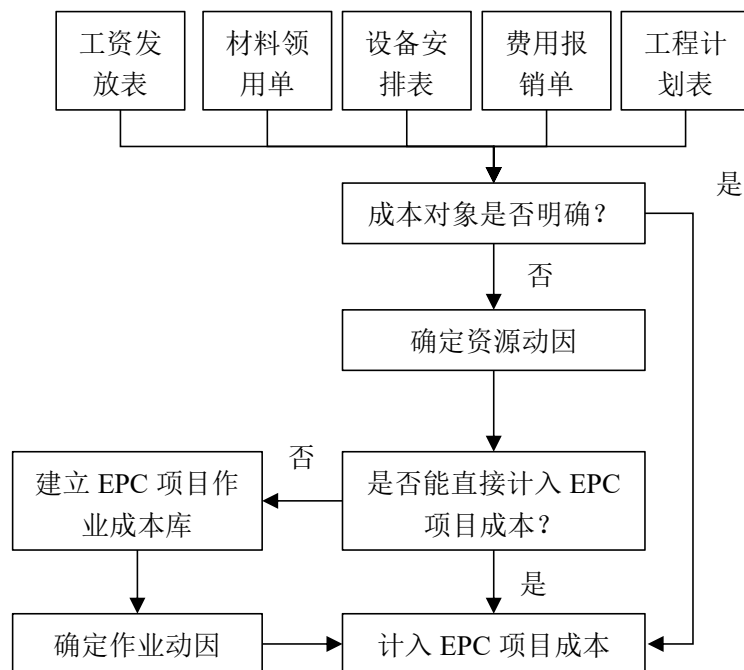 工资发
放表
材料领
用单
设备安
排表
费用报
销单
工程计
划表
是
成本对象是否明确？
否
确定资源动因
否
建立 EPC 项目作
业成本库
是否能直接计入 EPC
项目成本？
是
确定作业动因
计入 EPC 项目成本